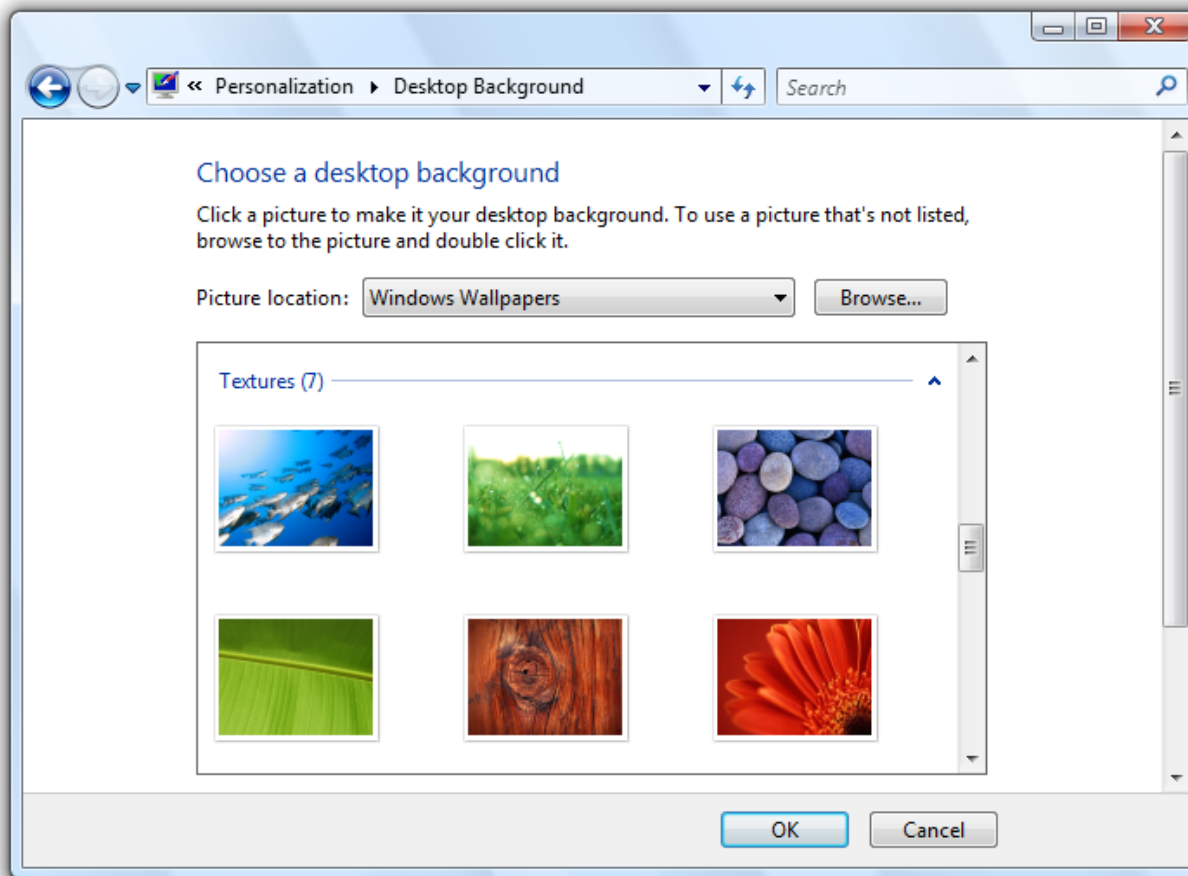 « Personalization ▸ Desktop Background
Search
Choose a desktop background
Click a picture to make it your desktop background. To use a picture that's not listed,
browse to the picture and double click it.
Picture location:
Windows Wallpapers
Browse...
Textures (7)
OK
Cancel